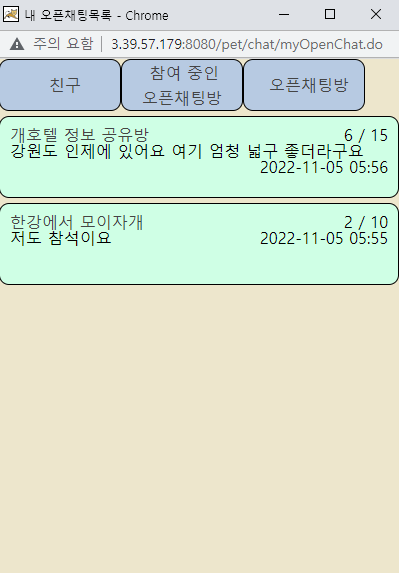 내 오픈채팅목록 - Chrome
주의 요함 | 3.39.57.179:8080/pet/chat/myOpenChat.do
친구 참여 중인 오픈채팅방
오픈채팅방
개호텔 정보 공유방 6 / 15
강원도 인제에 있어요 여기 엄청 넓구 좋더라구요
2022-11-05 05:56
한강에서 모이자개 2 / 10
저도 참석이요 2022-11-05 05:55